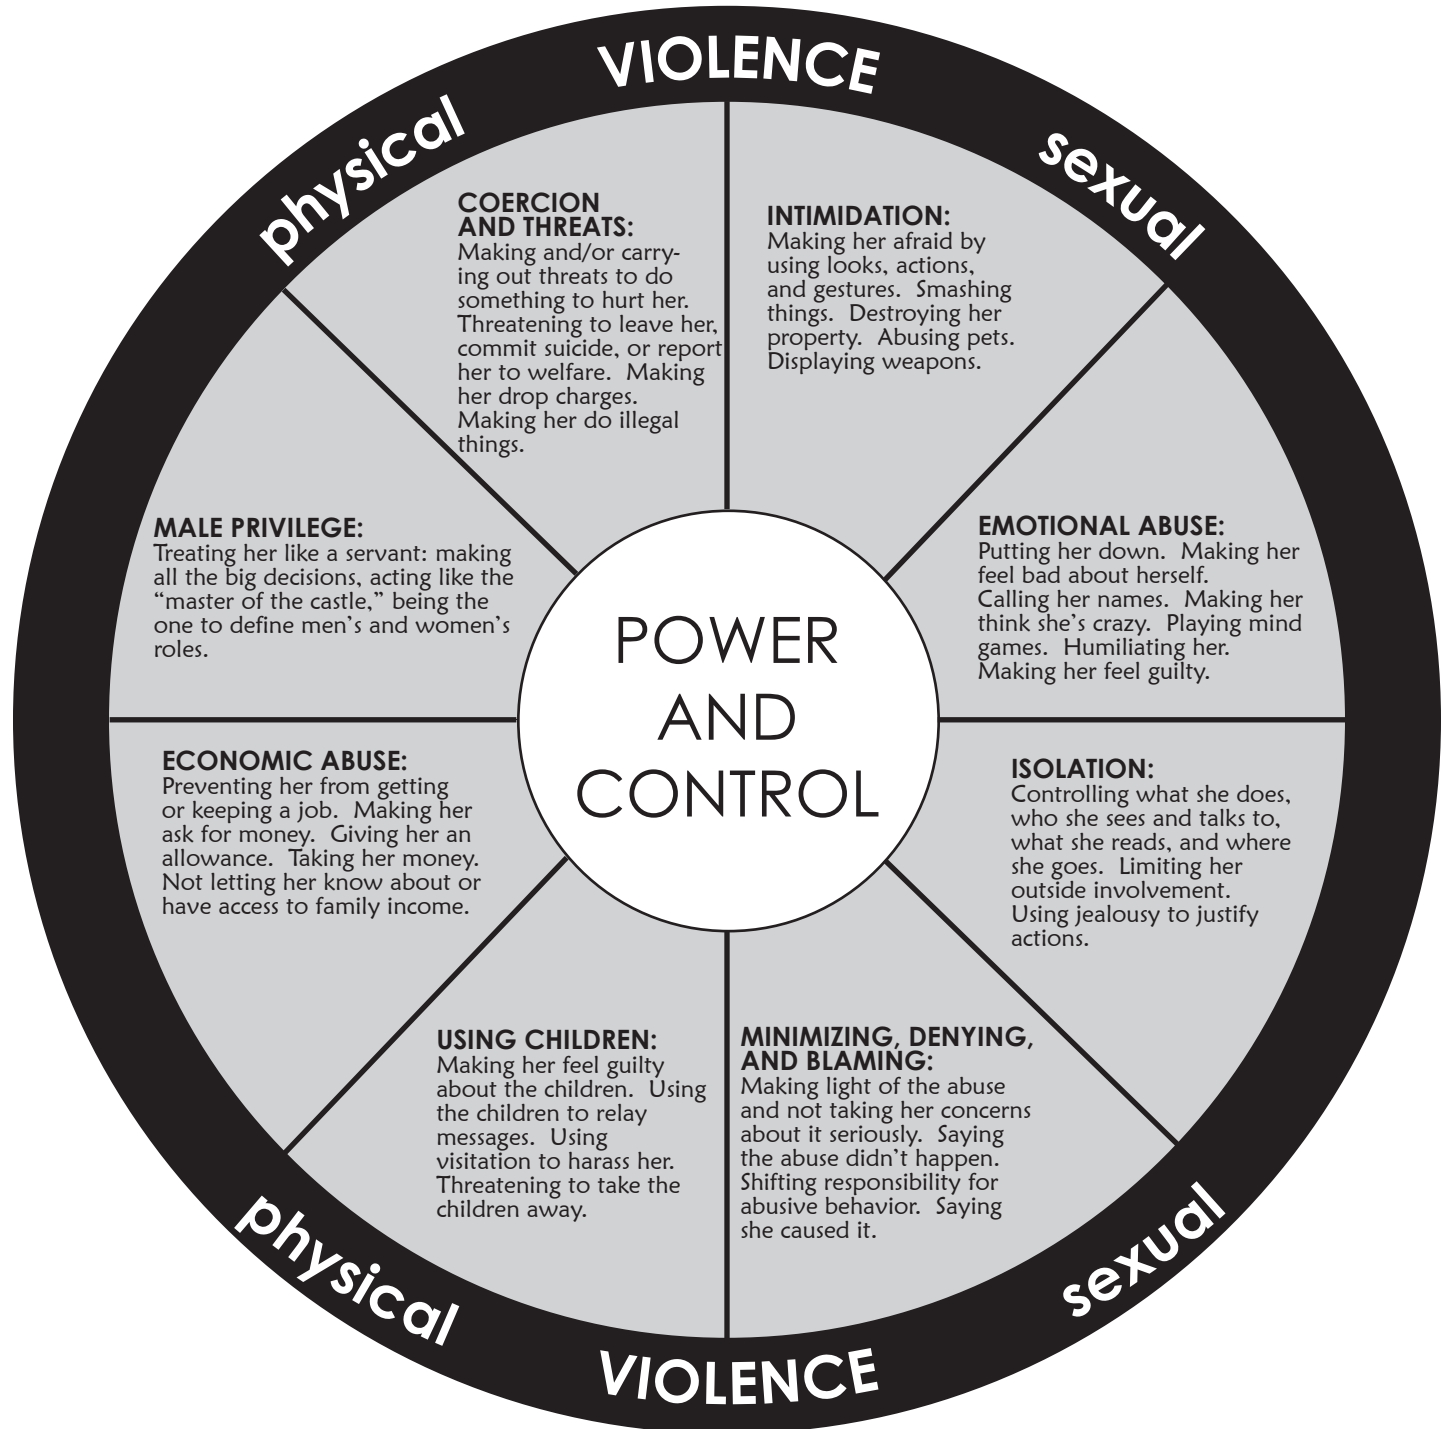 VIOLENCE
physical
sexual
COERCION
AND THREATS:
Making and/or carry-
ing out threats to do
something to hurt her.
Threatening to leave her,
commit suicide, or report
her to welfare.  Making
her drop charges.
Making her do illegal
things.
INTIMIDATION:
Making her afraid by
using looks, actions,
and gestures.  Smashing
things.  Destroying her
property.  Abusing pets.
Displaying weapons.
MALE PRIVILEGE:
Treating her like a servant: making
all the big decisions, acting like the
“master of the castle,” being the
one to define men’s and women’s
roles.
EMOTIONAL ABUSE:
Putting her down.  Making her
feel bad about herself.
Calling her names.  Making her
think she’s crazy.  Playing mind
games.  Humiliating her.
Making her feel guilty.
POWER
AND
CONTROL
ECONOMIC ABUSE:
Preventing her from getting
or keeping a job.  Making her
ask for money.  Giving her an
allowance.  Taking her money.
Not letting her know about or
have access to family income.
ISOLATION:
Controlling what she does,
who she sees and talks to,
what she reads, and where
she goes.  Limiting her
outside involvement.
Using jealousy to justify
actions.
USING CHILDREN:
Making her feel guilty
about the children.  Using
the children to relay
messages.  Using
visitation to harass her.
Threatening to take the
children away.
MINIMIZING, DENYING,
AND BLAMING:
Making light of the abuse
and not taking her concerns
about it seriously.  Saying
the abuse didn’t happen.
Shifting responsibility for
abusive behavior.  Saying
she caused it.
physical
sexual
VIOLENCE